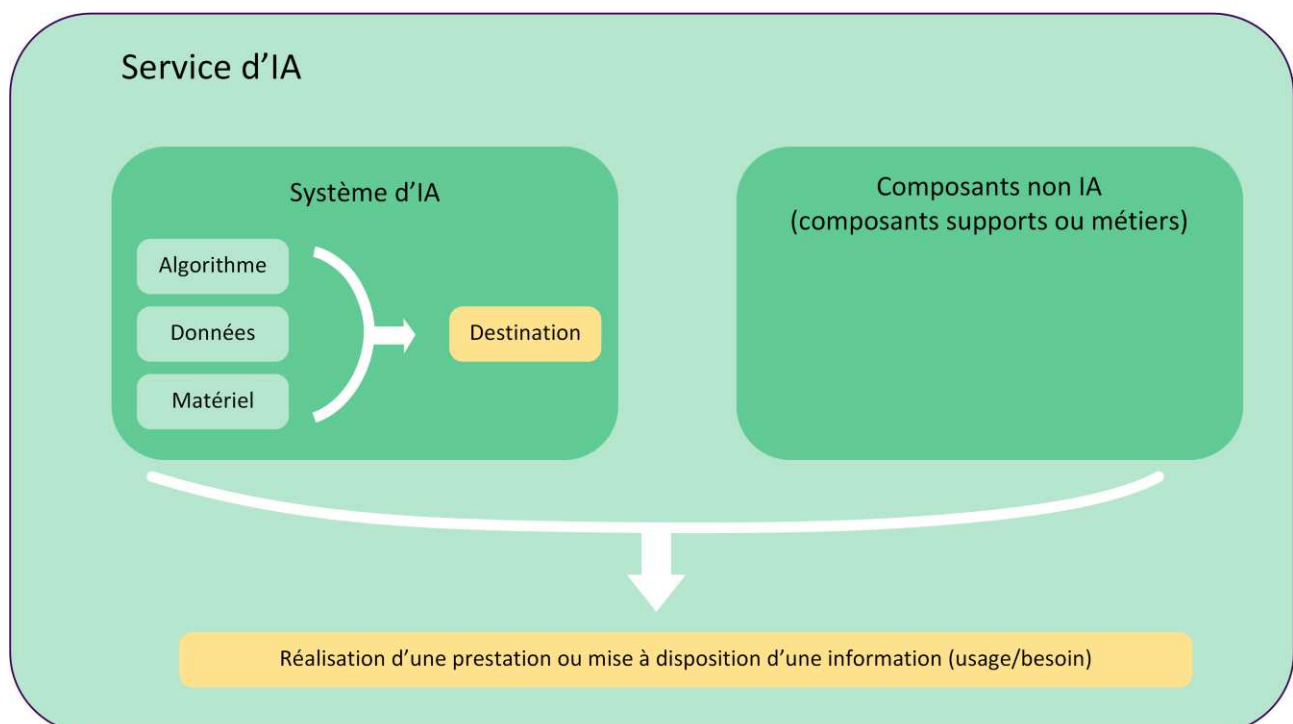 Service d’IA
Système d’IA
Algorithme
Données
Matériel
Destination
Composants non IA
(composants supports ou métiers)
Réalisation d’une prestation ou mise à disposition d’une information (usage/besoin)